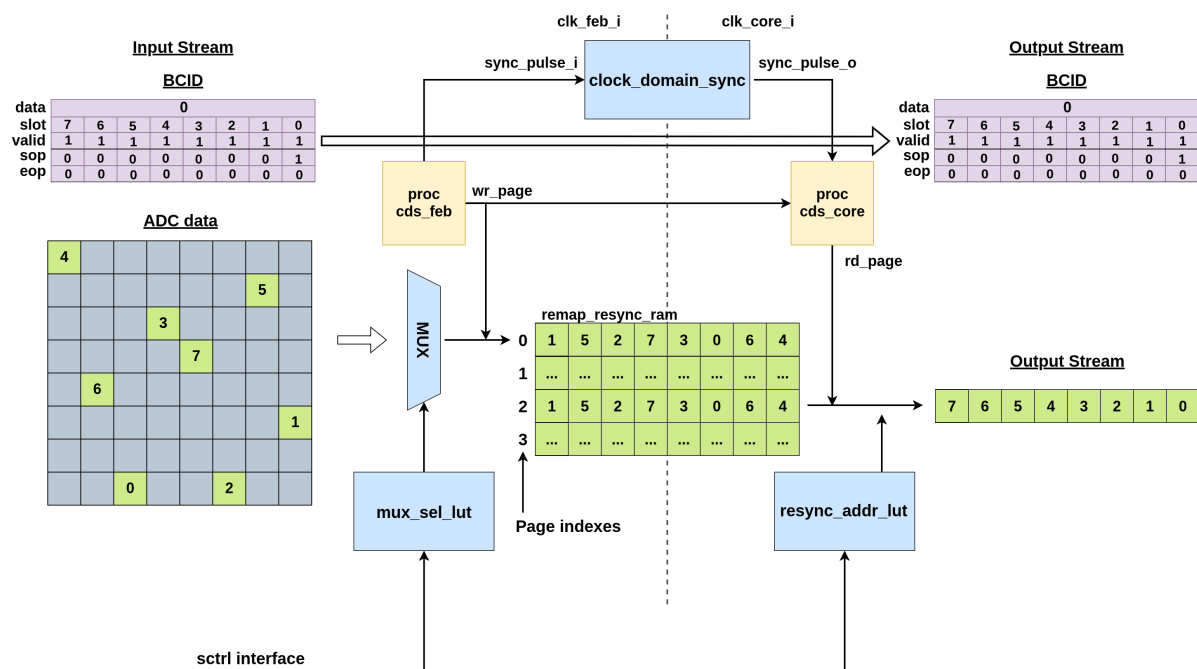 clk_feb_i
clk_core_i
Input Stream
BCID
data 0
slot 7 6 5 4 3 2 1 0
valid 1 1 1 1 1 1 1 1
sop 0 0 0 0 0 0 0 1
eop 0 0 0 0 0 0 0 0
sync_pulse_i
clock_domain_sync
sync_pulse_o
Output Stream
BCID
data 0
slot 7 6 5 4 3 2 1 0
valid 1 1 1 1 1 1 1 1
sop 0 0 0 0 0 0 0 1
eop 0 0 0 0 0 0 0 0
proc
cds_feb
wr_page
proc
cds_core
rd_page
ADC data
4
5
3
7
6
1
0 2
MUX
remap_resync_ram
0 1 5 2 7 3 0 6 4
1 ... ... ... ... ... ... ... ...
2 1 5 2 7 3 0 6 4
3 ... ... ... ... ... ... ... ...
Page indexes
Output Stream
7 6 5 4 3 2 1 0
mux_sel_lut
resync_addr_lut
sctrl interface